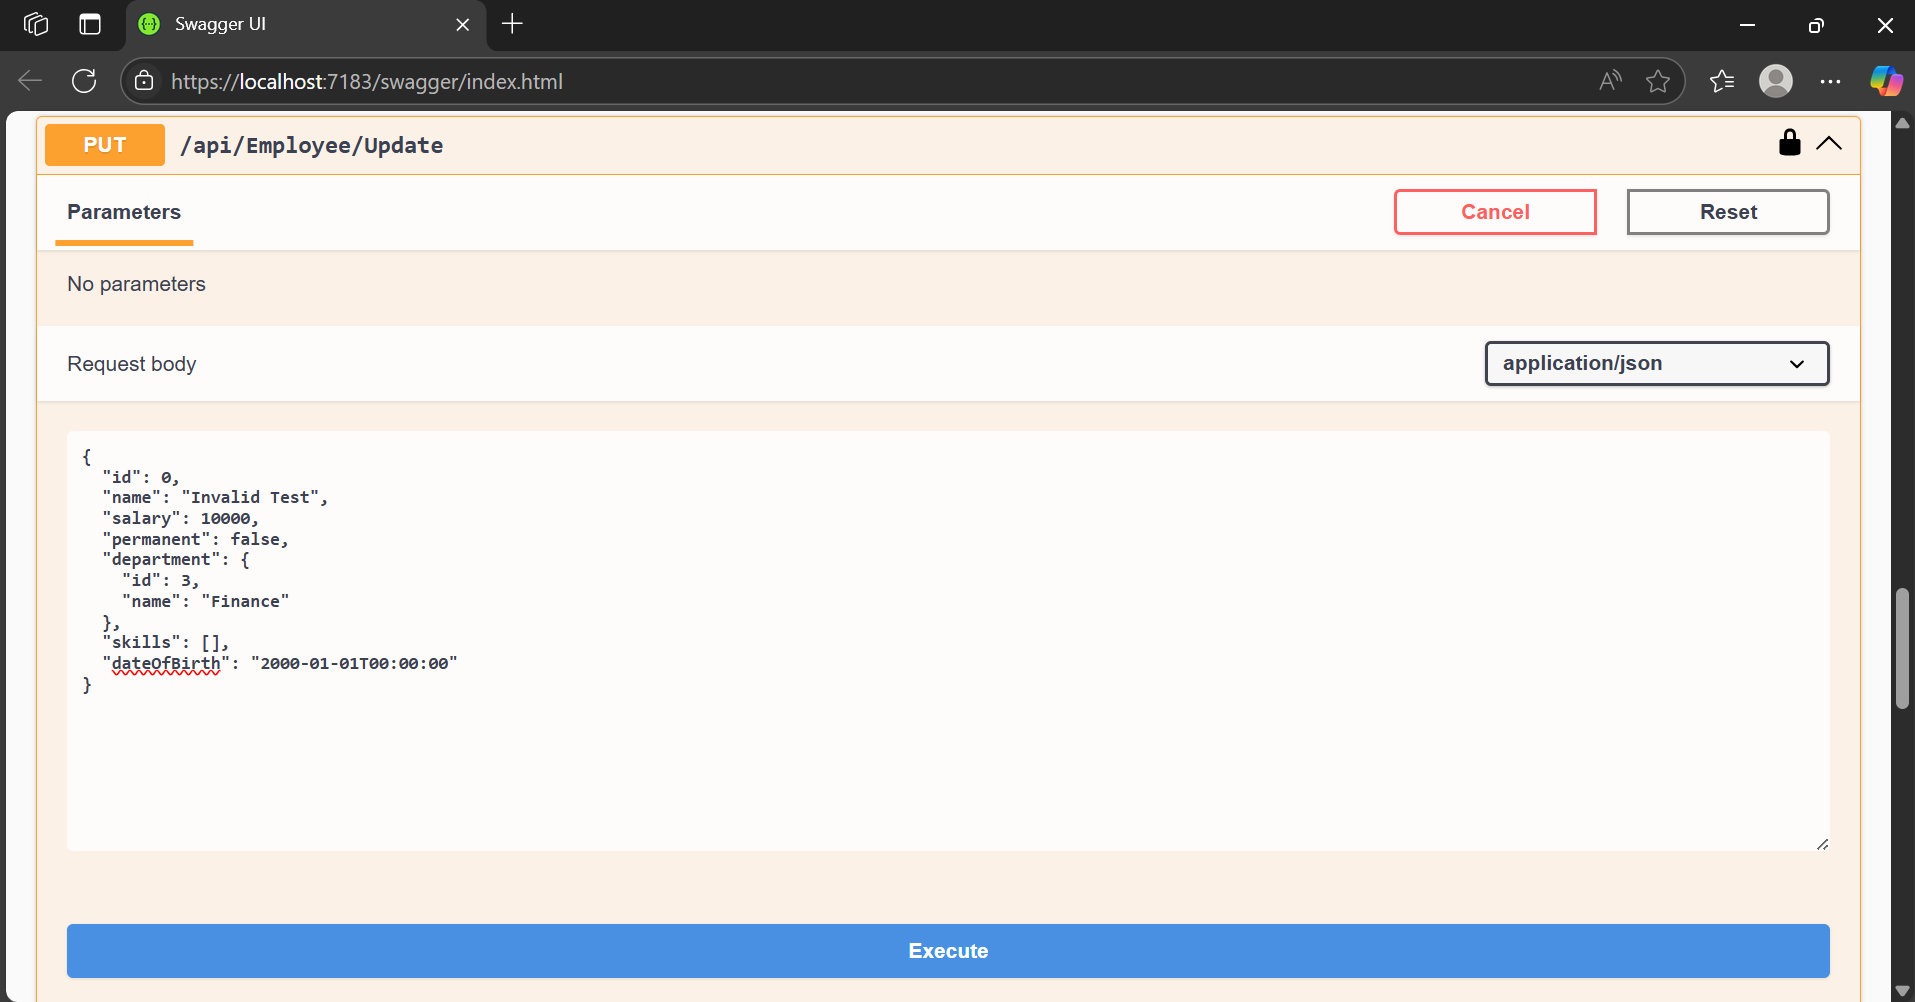 Swagger UI
https://localhost:7183/swagger/index.html
PUT /api/Employee/Update
Parameters
Cancel
Reset
No parameters
Request body
application/json
{
  "id": 0,
  "name": "Invalid Test",
  "salary": 10000,
  "permanent": false,
  "department": {
    "id": 3,
    "name": "Finance"
  },
  "skills": [],
  "dateOfBirth": "2000-01-01T00:00:00"
}
Execute